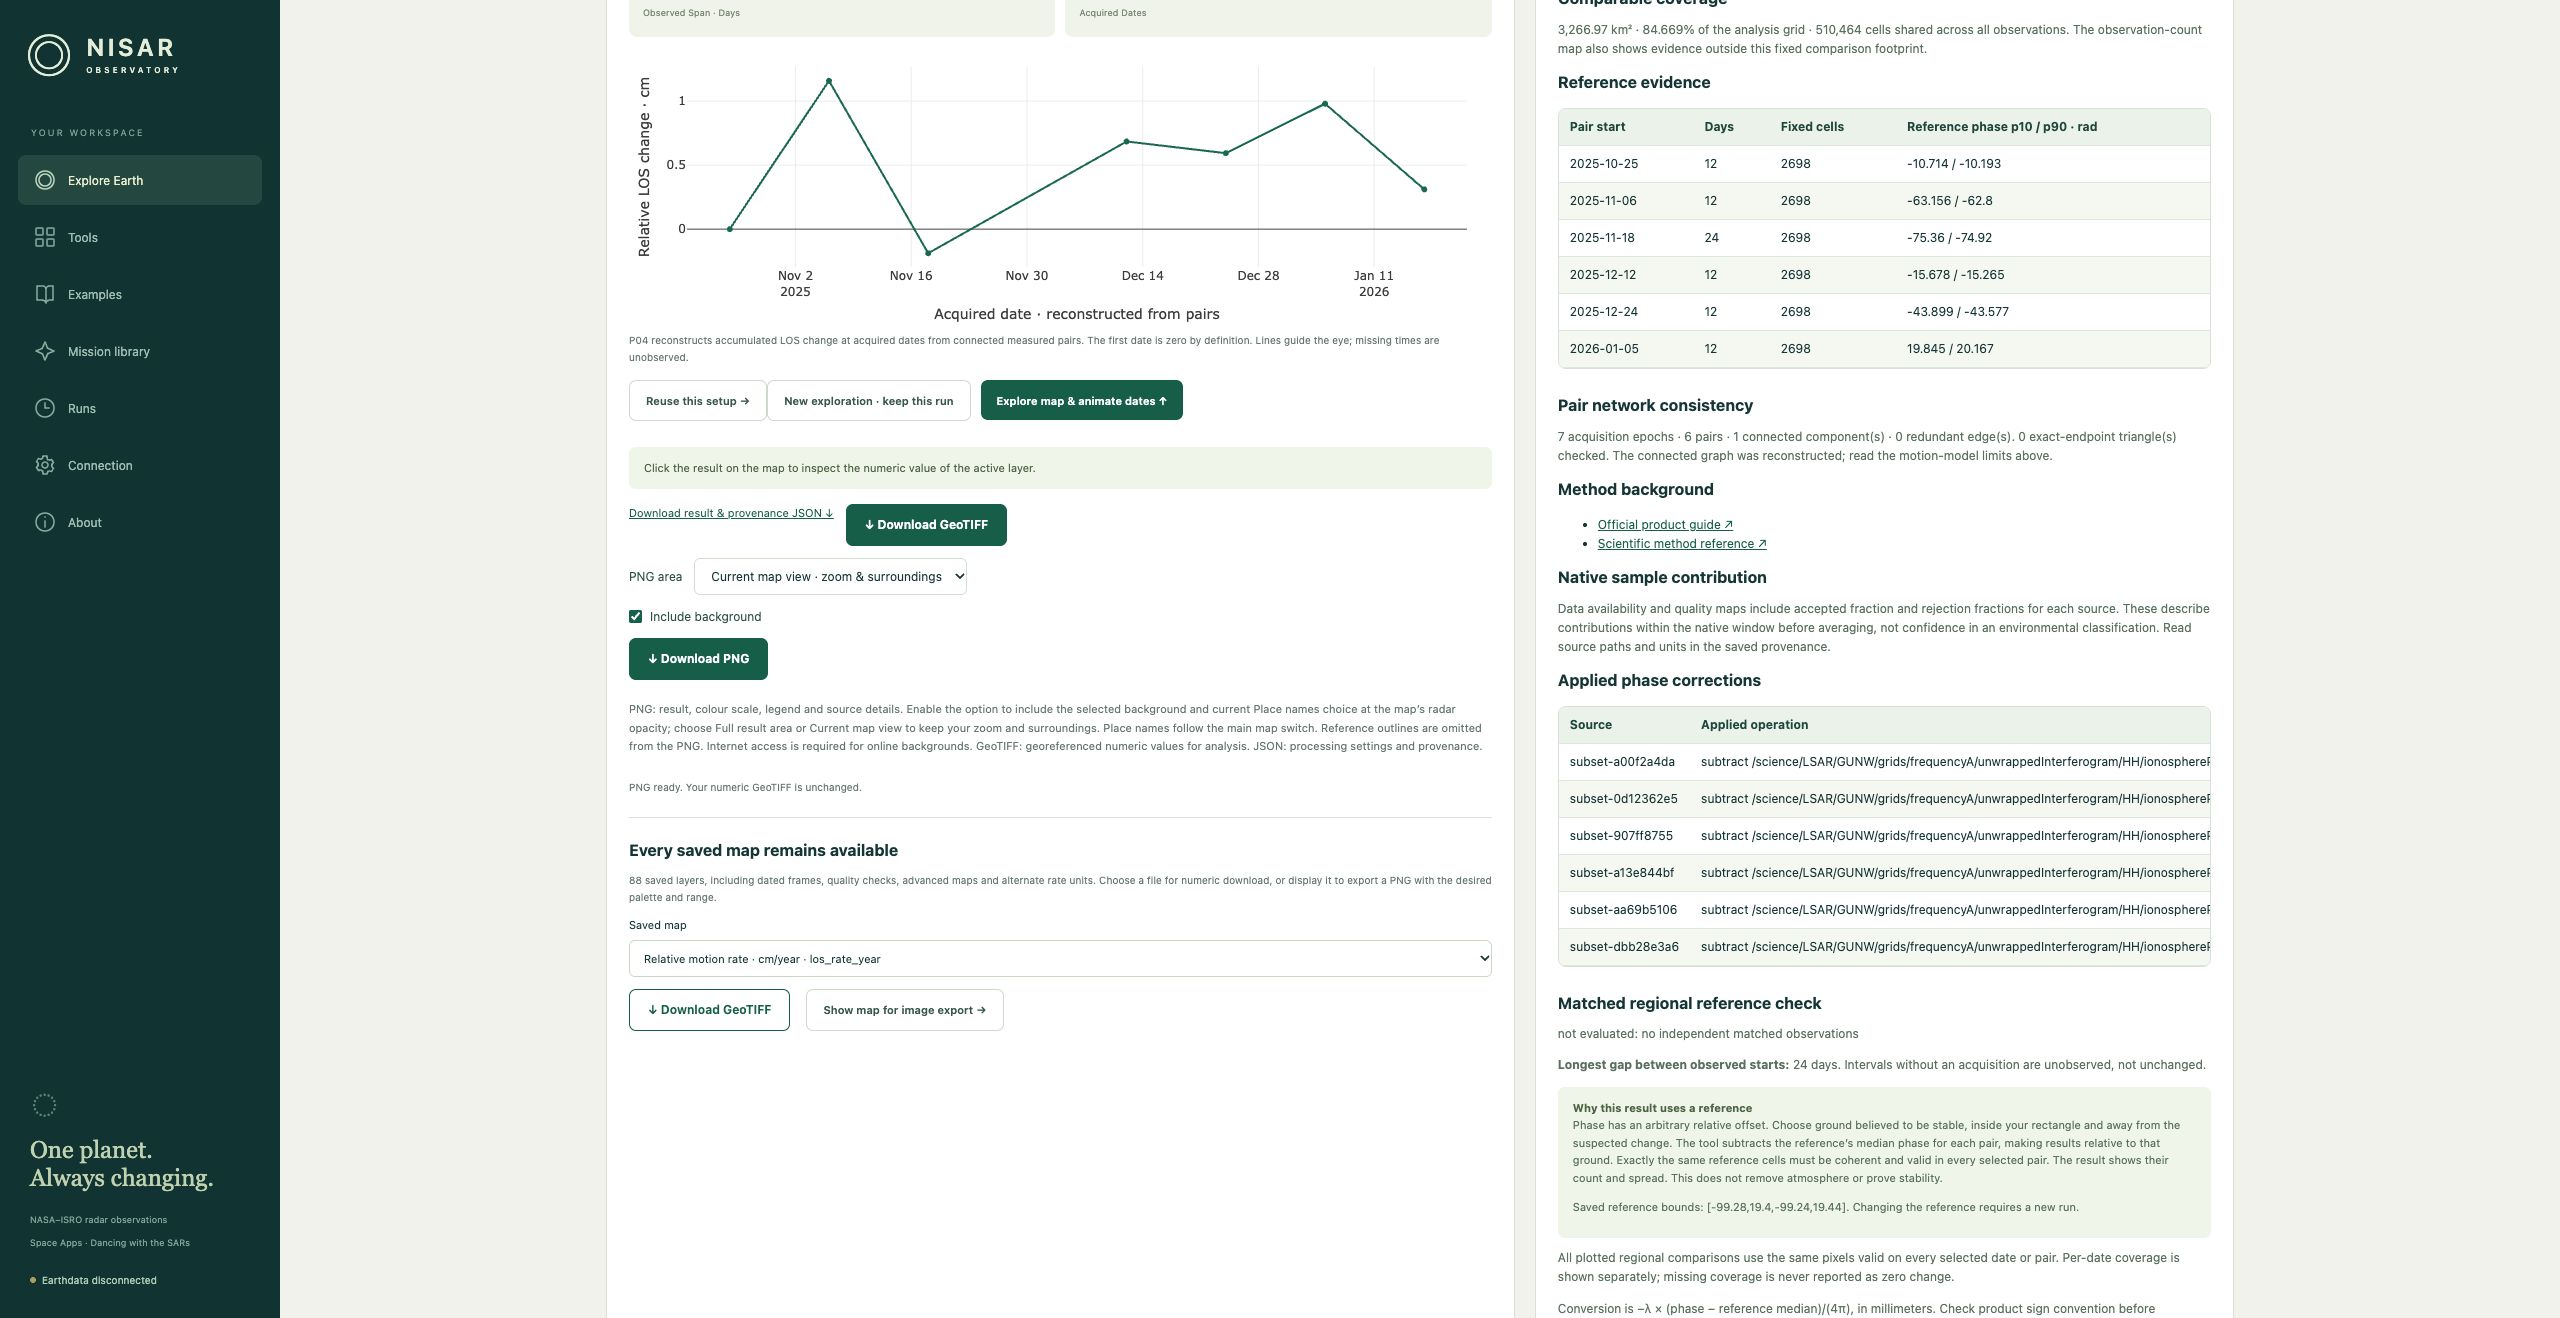 NISAR
OBSERVATORY
YOUR WORKSPACE
Explore Earth
Tools
Examples
Mission library
Runs
Connection
About
One planet.
Always changing.
NASA–ISRO radar observations
Space Apps · Dancing with the SARs
Earthdata disconnected
Observed Span · Days
Acquired Dates
Relative LOS change · cm
1
0.5
0
Nov 2
2025
Nov 16
Nov 30
Dec 14
Dec 28
Jan 11
2026
Acquired date · reconstructed from pairs
P04 reconstructs accumulated LOS change at acquired dates from connected measured pairs. The first date is zero by definition. Lines guide the eye; missing times are
unobserved.
Reuse this setup →
New exploration · keep this run
Explore map & animate dates ↑
Click the result on the map to inspect the numeric value of the active layer.
Download result & provenance JSON ↓
↓ Download GeoTIFF
PNG area
Current map view · zoom & surroundings
Include background
↓ Download PNG
PNG: result, colour scale, legend and source details. Enable the option to include the selected background and current Place names choice at the map's radar
opacity; choose Full result area or Current map view to keep your zoom and surroundings. Place names follow the main map switch. Reference outlines are omitted
from the PNG. Internet access is required for online backgrounds. GeoTIFF: georeferenced numeric values for analysis. JSON: processing settings and provenance.
PNG ready. Your numeric GeoTIFF is unchanged.
Every saved map remains available
88 saved layers, including dated frames, quality checks, advanced maps and alternate rate units. Choose a file for numeric download, or display it to export a PNG with the desired
palette and range.
Saved map
Relative motion rate · cm/year · los_rate_year
↓ Download GeoTIFF
Show map for image export →
Comparable coverage
3,266.97 km² · 84.669% of the analysis grid · 510,464 cells shared across all observations. The observation-count
map also shows evidence outside this fixed comparison footprint.
Reference evidence
Pair start Days Fixed cells Reference phase p10 / p90 · rad
2025-10-25 12 2698 -10.714 / -10.193
2025-11-06 12 2698 -63.156 / -62.8
2025-11-18 24 2698 -75.36 / -74.92
2025-12-12 12 2698 -15.678 / -15.265
2025-12-24 12 2698 -43.899 / -43.577
2026-01-05 12 2698 19.845 / 20.167
Pair network consistency
7 acquisition epochs · 6 pairs · 1 connected component(s) · 0 redundant edge(s). 0 exact-endpoint triangle(s)
checked. The connected graph was reconstructed; read the motion-model limits above.
Method background
Official product guide ↗
Scientific method reference ↗
Native sample contribution
Data availability and quality maps include accepted fraction and rejection fractions for each source. These describe
contributions within the native window before averaging, not confidence in an environmental classification. Read
source paths and units in the saved provenance.
Applied phase corrections
Source Applied operation
subset-a00f2a4da subtract /science/LSAR/GUNW/grids/frequencyA/unwrappedInterferogram/HH/ionosphereP
subset-0d12362e5 subtract /science/LSAR/GUNW/grids/frequencyA/unwrappedInterferogram/HH/ionosphereP
subset-907ff8755 subtract /science/LSAR/GUNW/grids/frequencyA/unwrappedInterferogram/HH/ionosphereP
subset-a13e844bf subtract /science/LSAR/GUNW/grids/frequencyA/unwrappedInterferogram/HH/ionosphereP
subset-aa69b5106 subtract /science/LSAR/GUNW/grids/frequencyA/unwrappedInterferogram/HH/ionosphereP
subset-dbb28e3a6 subtract /science/LSAR/GUNW/grids/frequencyA/unwrappedInterferogram/HH/ionosphereP
Matched regional reference check
not evaluated: no independent matched observations
Longest gap between observed starts: 24 days. Intervals without an acquisition are unobserved, not unchanged.
Why this result uses a reference
Phase has an arbitrary relative offset. Choose ground believed to be stable, inside your rectangle and away from the
suspected change. The tool subtracts the reference's median phase for each pair, making results relative to that
ground. Exactly the same reference cells must be coherent and valid in every selected pair. The result shows their
count and spread. This does not remove atmosphere or prove stability.
Saved reference bounds: [-99.28,19.4,-99.24,19.44]. Changing the reference requires a new run.
All plotted regional comparisons use the same pixels valid on every selected date or pair. Per-date coverage is
shown separately; missing coverage is never reported as zero change.
Conversion is −λ × (phase − reference median)/(4π), in millimeters. Check product sign convention before